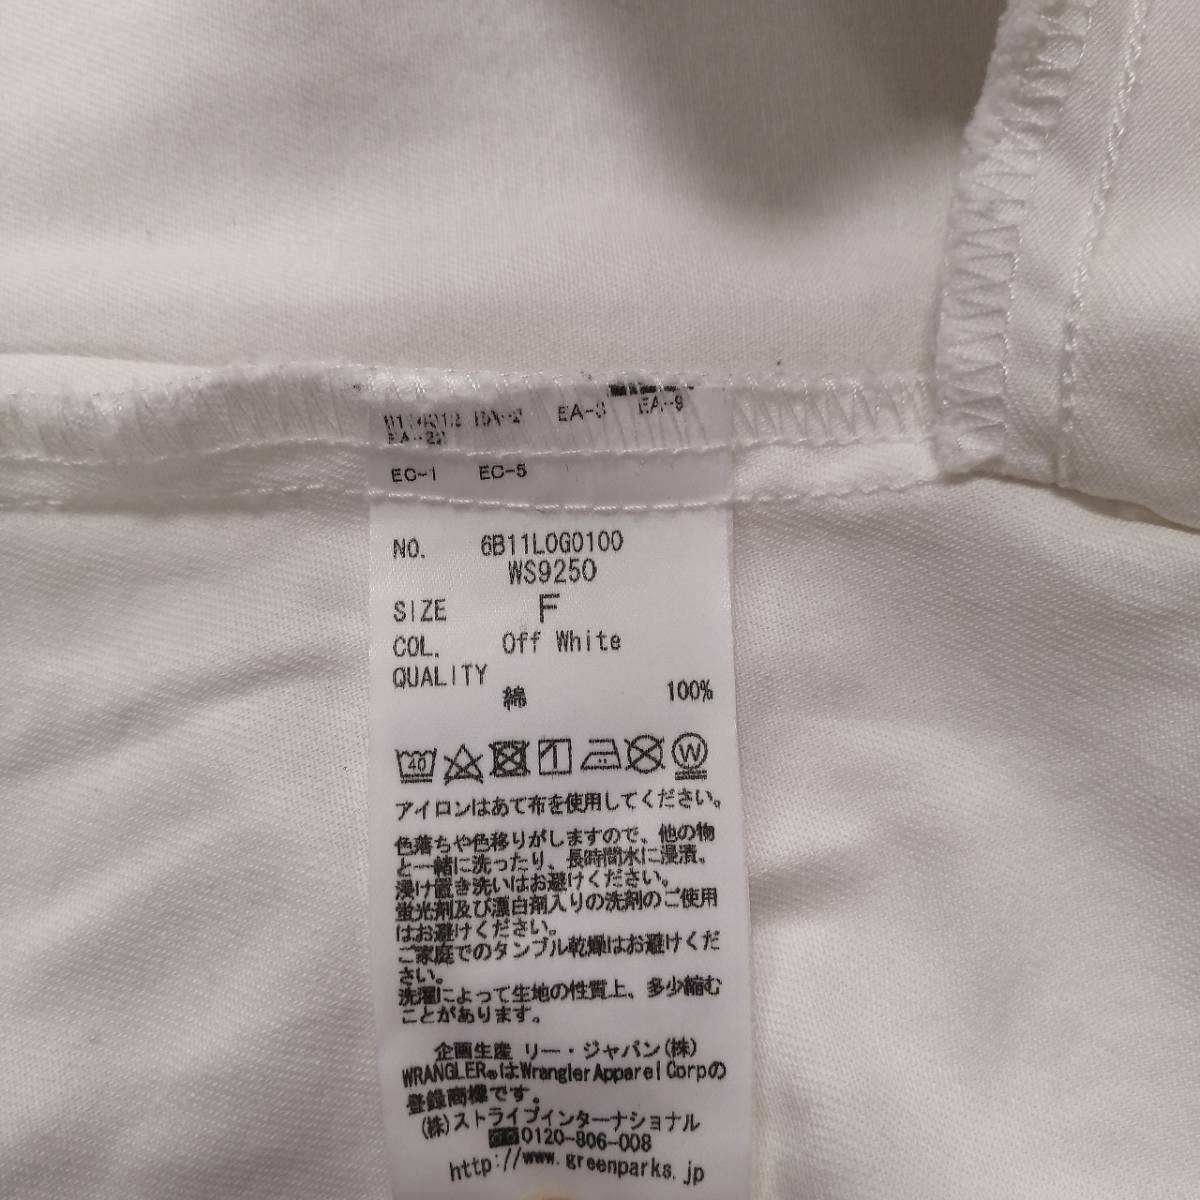 EA-3 EA-9
EA-22
EC-1 EC-5
NO. 6B11LOG0100
WS9250
SIZE F
COL. Off White
QUALITY
綿 100%
40 W
アイロンはあて布を使用してください。
色落ちや色移りがしますので、他の物
と一緒に洗ったり、長時間水に浸漬、
浸け置き洗いはお避けください。
蛍光剤及び漂白剤入りの洗剤のご使用
はお避けください。
ご家庭でのタンブル乾燥はお避けくだ
さい。
洗濯によって生地の性質上、多少縮む
ことがあります。
企画生産 リー・ジャパン(株)
WRANGLER®はWrangler Apparel Corpの
登録商標です。
(株)ストライプインターナショナル
0120-806-008
http://www.greenparks.jp